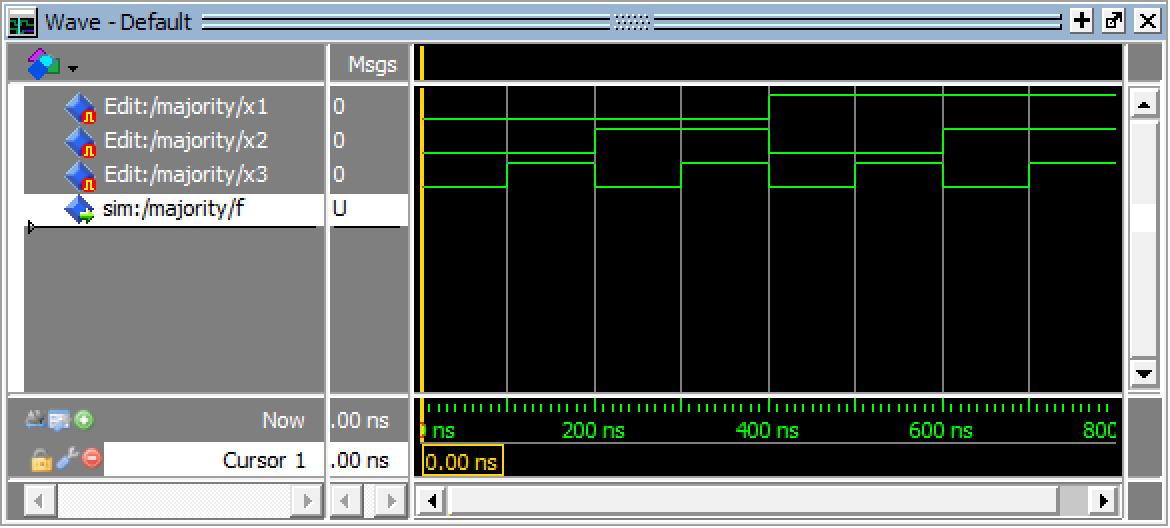 Wave - Default
Msgs
Edit:/majority/x1 0
Edit:/majority/x2 0
Edit:/majority/x3 0
sim:/majority/f U
Now .00 ns ns 200 ns 400 ns 600 ns 800
Cursor 1 .00 ns 0.00 ns